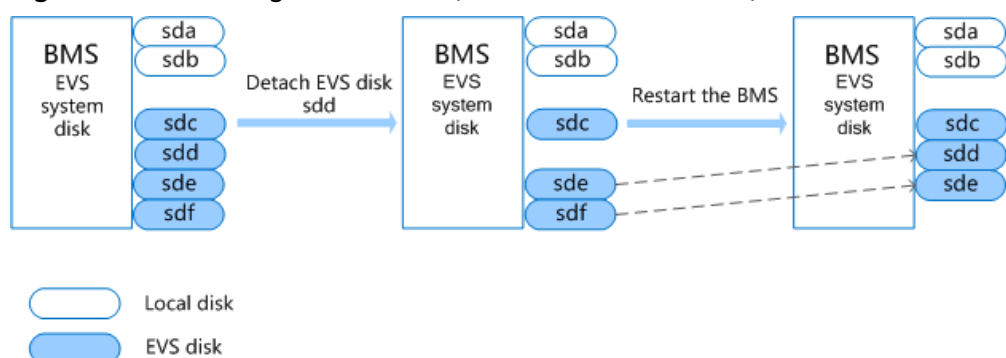 BMS
EVS
system
disk
sda
sdb
sdc
sdd
sde
sdf
Detach EVS disk
sdd
BMS
EVS
system
disk
sda
sdb
sdc
sde
sdf
Restart the BMS
BMS
EVS
system
disk
sda
sdb
sdc
sdd
sde
Local disk
EVS disk